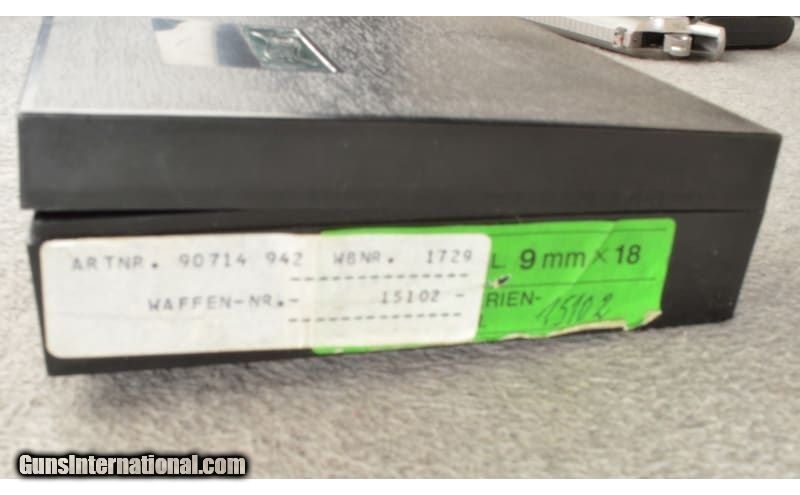 ARTNR. 90714 942 WBNR. 1729
WAFFEN-NR.- 15102 -
L. 9 mm × 18
RIEN- 15102
GunsInternational.com